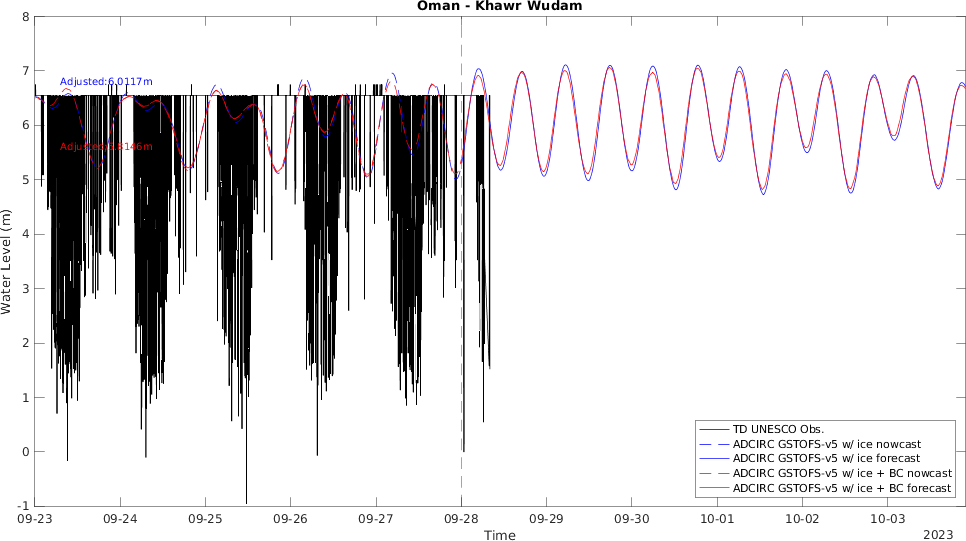 Oman - Khawr Wudam
8
7
6
5
4
3
2
1
0
-1
Water Level (m)
Adjusted:6.0117m
09-23
09-24
09-25
09-26
09-27
09-28
09-29
09-30
10-01
10-02
10-03
Time
2023
TD UNESCO Obs.
ADCIRC GSTOFS-v5 w/ ice nowcast
ADCIRC GSTOFS-v5 w/ ice forecast
ADCIRC GSTOFS-v5 w/ ice + BC nowcast
ADCIRC GSTOFS-v5 w/ ice + BC forecast